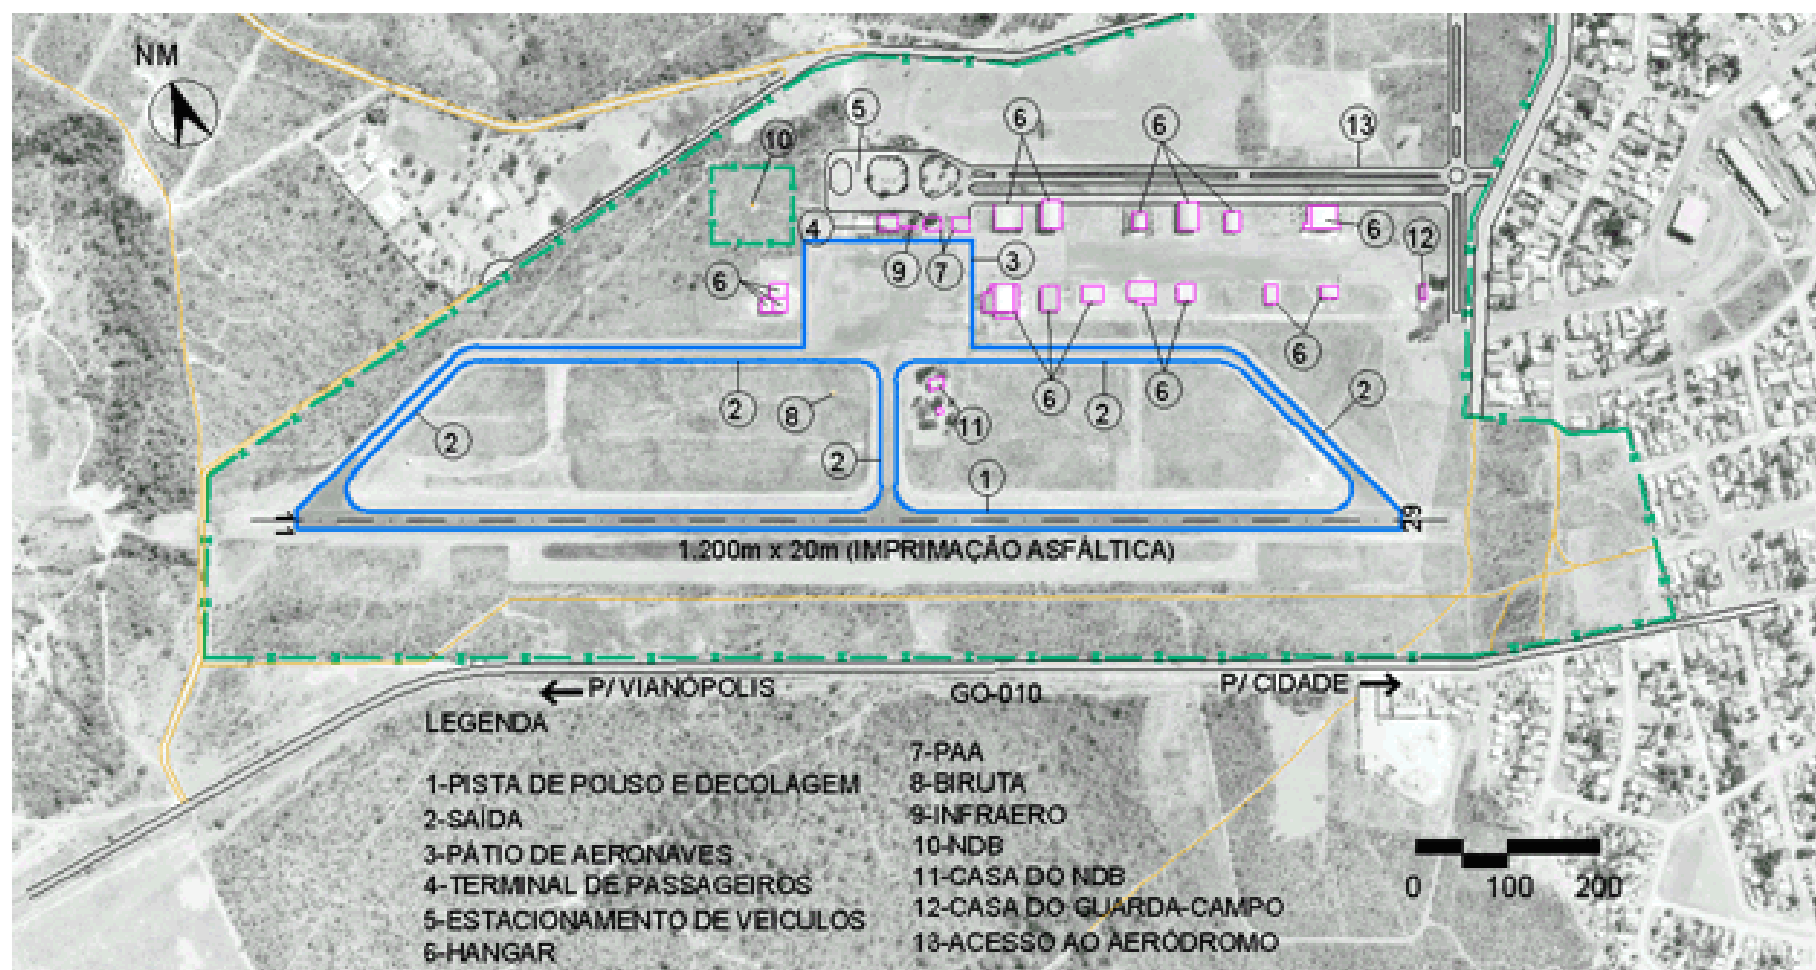 NM
5
6
6
13
10
4
9
7
3
6
12
6
6
6
6
2
8
11
2
2
2
2
1
11
29
1.200m x 20m (IMPRIMAÇÃO ASFÁLTICA)
P/ VIANÓPOLIS
GO-010
P/ CIDADE
LEGENDA
1-PISTA DE POUSO E DECOLAGEM
2-SAÍDA
3-PÁTIO DE AERONAVES
4-TERMINAL DE PASSAGEIROS
5-ESTACIONAMENTO DE VEÍCULOS
6-HANGAR
7-PAA
8-BIRUTA
9-INFRAERO
10-NDB
11-CASA DO NDB
12-CASA DO GUARDA-CAMPO
13-ACESSO AO AERÓDROMO
0 100 200